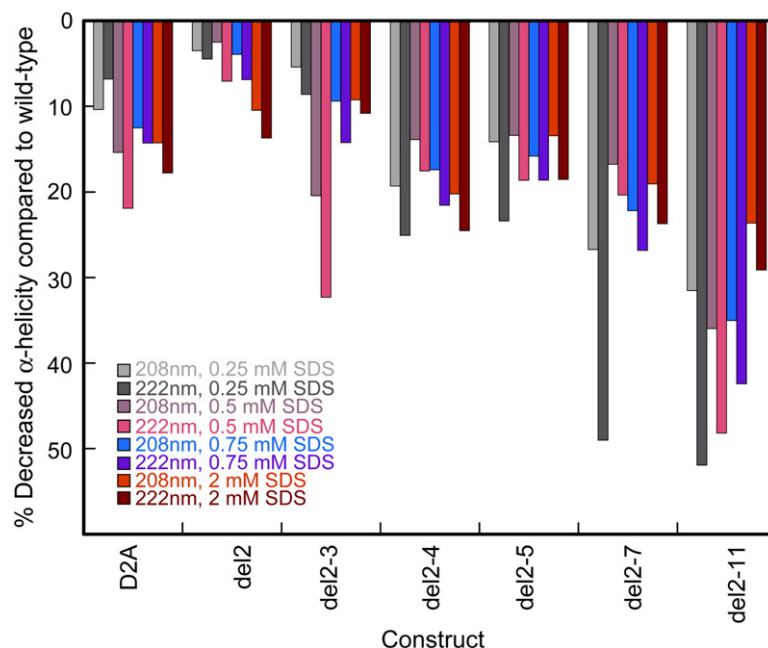 % Decreased α-helicity compared to wild-type
0
10
20
30
40
50
208nm, 0.25 mM SDS
222nm, 0.25 mM SDS
208nm, 0.5 mM SDS
222nm, 0.5 mM SDS
208nm, 0.75 mM SDS
222nm, 0.75 mM SDS
208nm, 2 mM SDS
222nm, 2 mM SDS
D2A
del2
del2-3
del2-4
del2-5
del2-7
del2-11
Construct